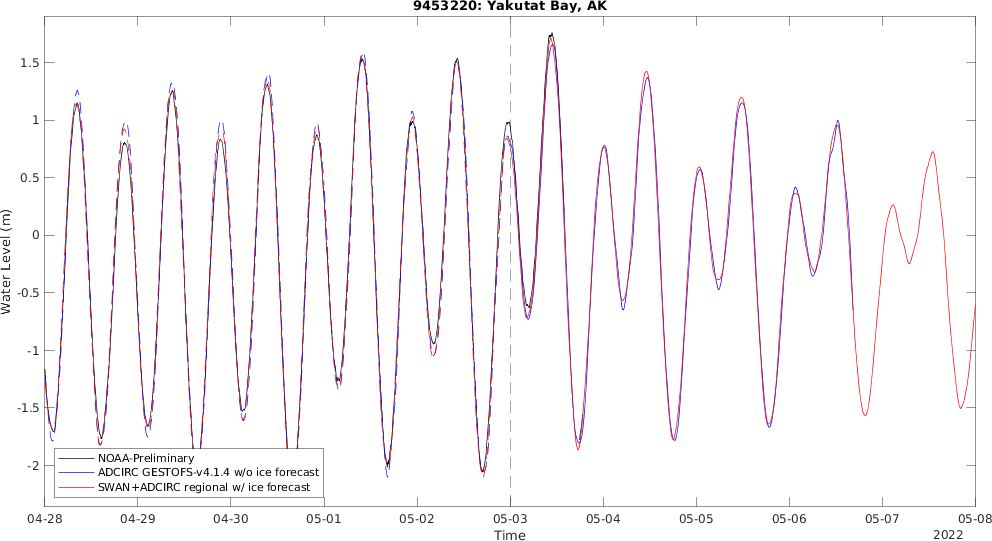 9453220: Yakutat Bay, AK
1.5
1
0.5
0
-0.5
-1
-1.5
-2
Water Level (m)
NOAA-Preliminary
ADCIRC GESTOFS-v4.1.4 w/o ice forecast
SWAN+ADCIRC regional w/ ice forecast
04-28 04-29 04-30 05-01 05-02 05-03 05-04 05-05 05-06 05-07 05-08
Time
2022